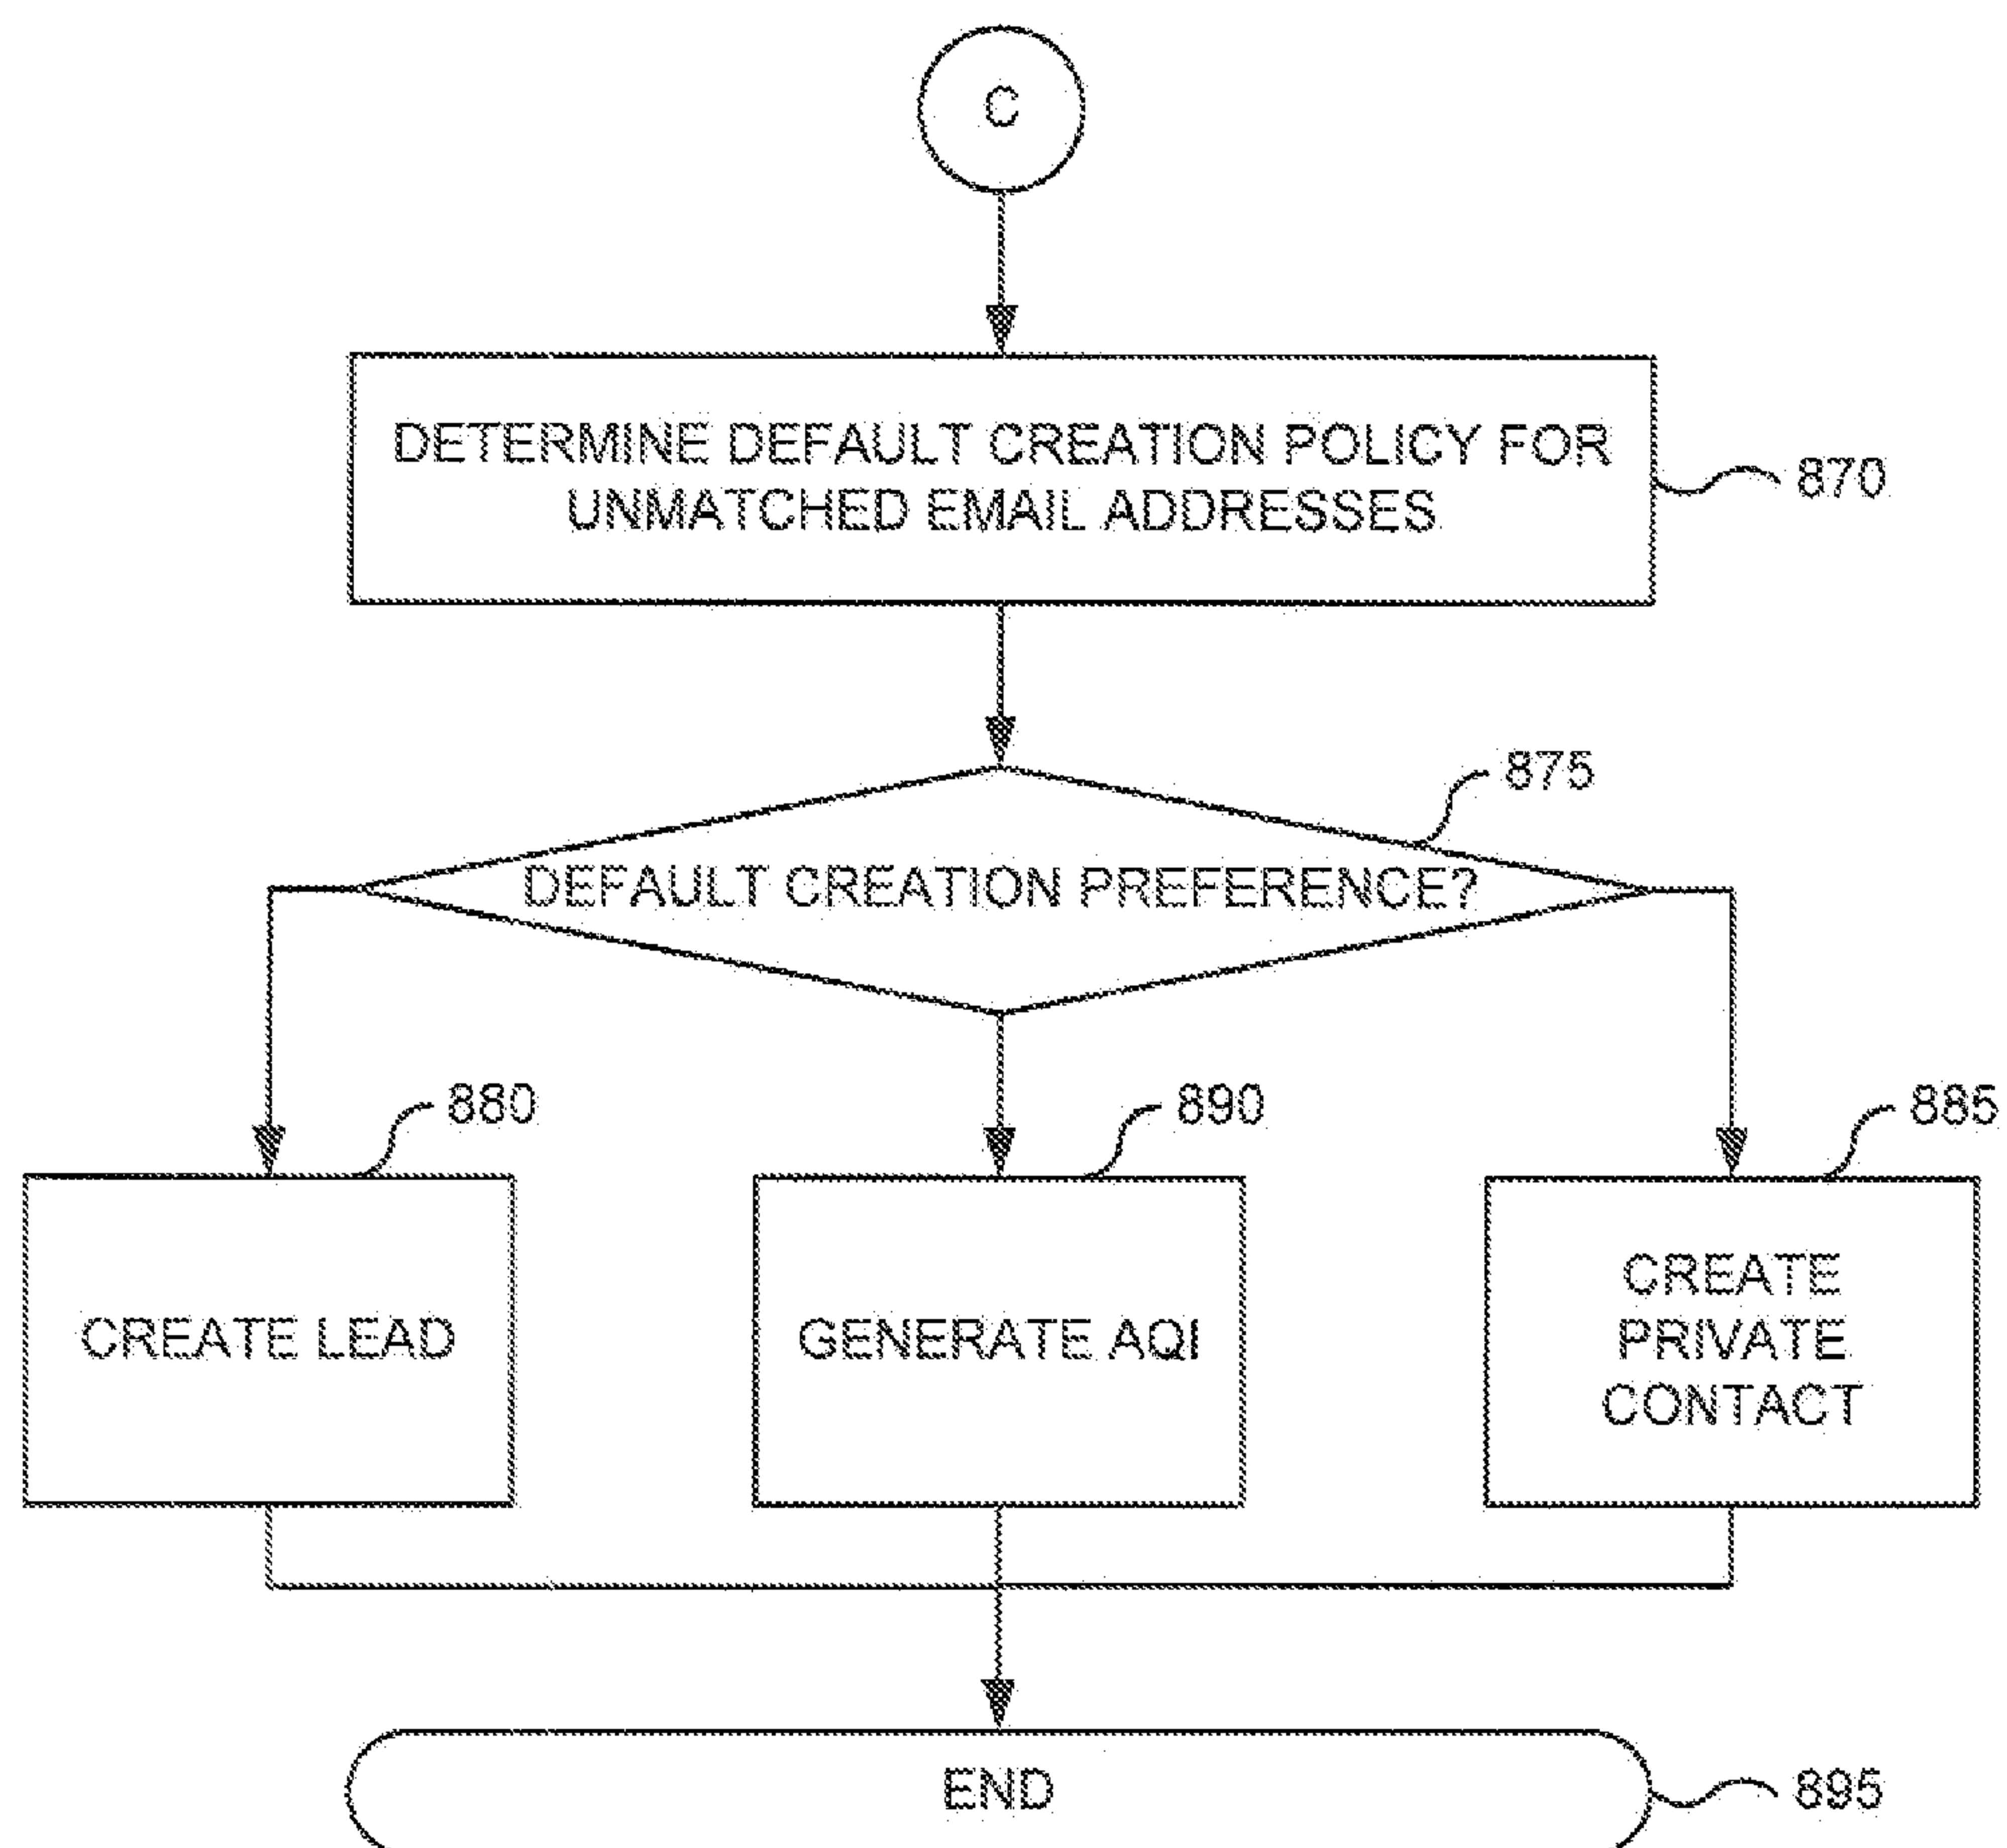 C
DETERMINE DEFAULT CREATION POLICY FOR
UNMATCHED EMAIL ADDRESSES
870
875
DEFAULT CREATION PREFERENCE?
880
890
885
CREATE LEAD
GENERATE AQI
CREATE
PRIVATE
CONTACT
END
895